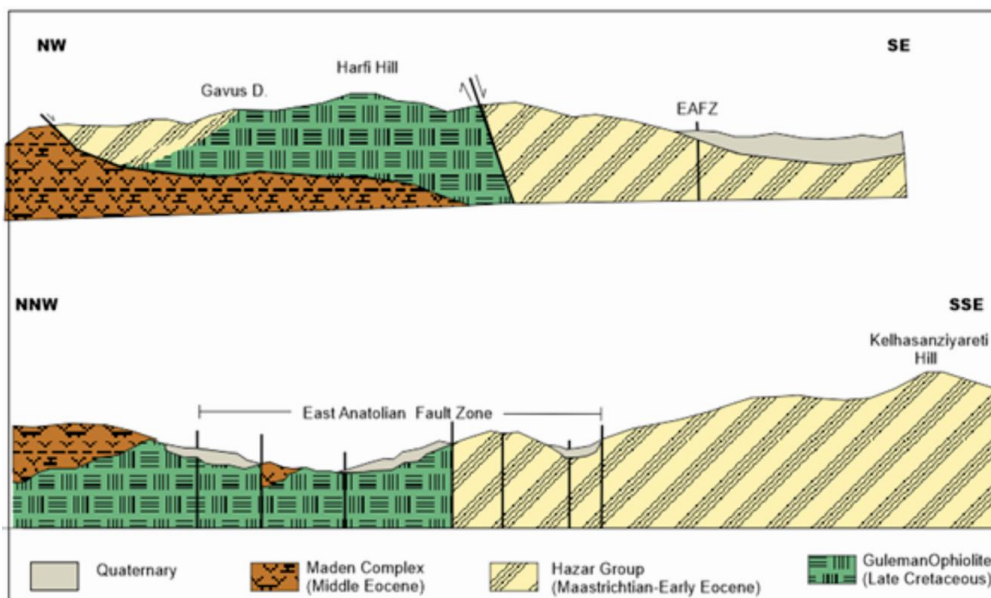 NW
SE
Harfi Hill
Gavus D.
EAFZ
NNW
SSE
Kelhasanziyareti
Hill
East Anatolian Fault Zone
Quaternary
Maden Complex
(Middle Eocene)
Hazar Group
(Maastrichtian-Early Eocene)
GulemanOphiolite
(Late Cretaceous)